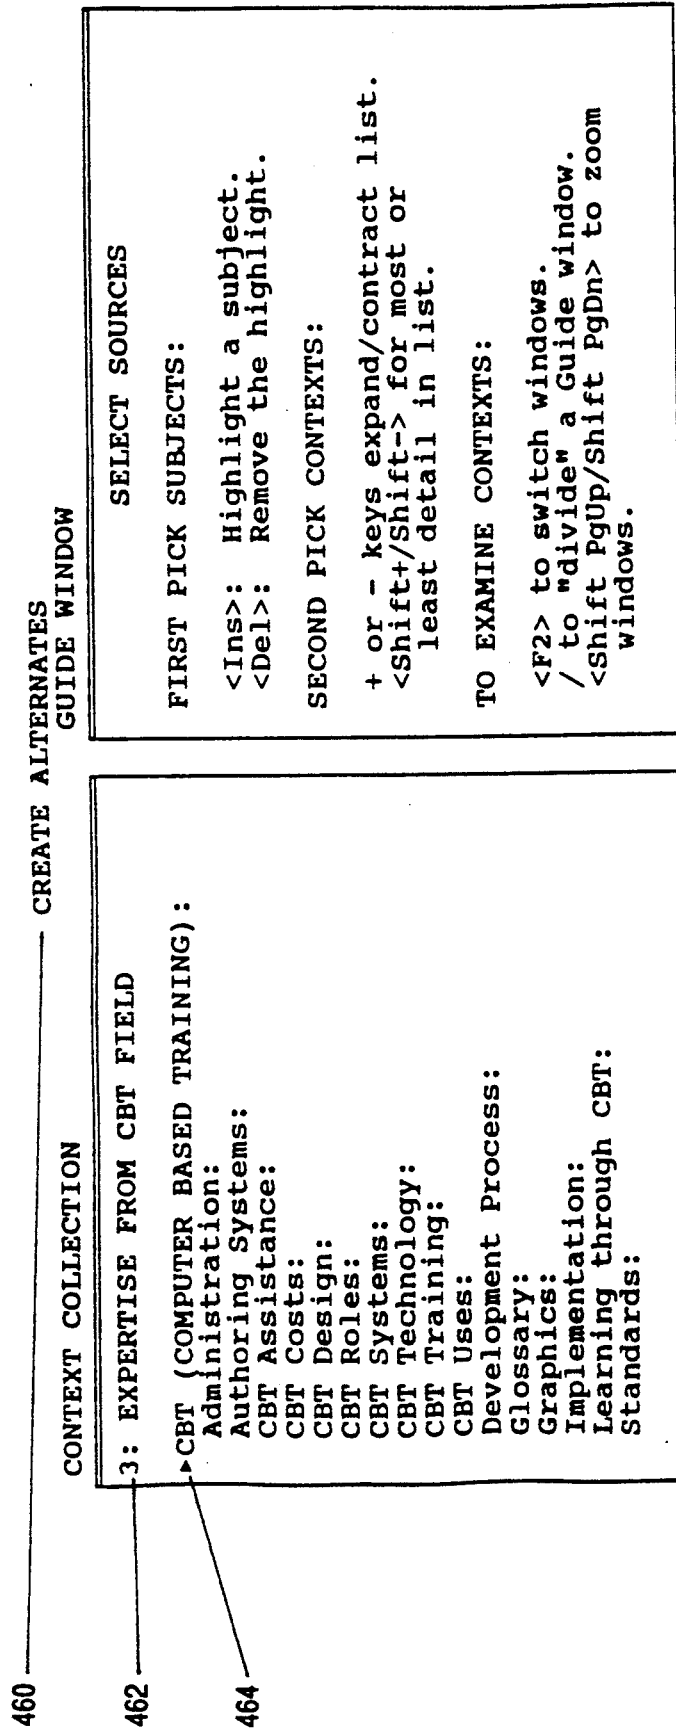 460
CREATE ALTERNATES
CONTEXT COLLECTION
GUIDE WINDOW
462
3: EXPERTISE FROM CBT FIELD
464
►CBT (COMPUTER BASED TRAINING):
Administration:
Authoring Systems:
CBT Assistance:
CBT Costs:
CBT Design:
CBT Roles:
CBT Systems:
CBT Technology:
CBT Training:
CBT Uses:
Development Process:
Glossary:
Graphics:
Implementation:
Learning through CBT:
Standards:
SELECT SOURCES
FIRST PICK SUBJECTS:
<Ins>: Highlight a subject.
<Del>: Remove the highlight.
SECOND PICK CONTEXTS:
+ or - keys expand/contract list.
<Shift+/Shift-> for most or
least detail in list.
TO EXAMINE CONTEXTS:
<F2> to switch windows.
/ to "divide" a Guide window.
<Shift PgUp/Shift PgDn> to zoom
windows.